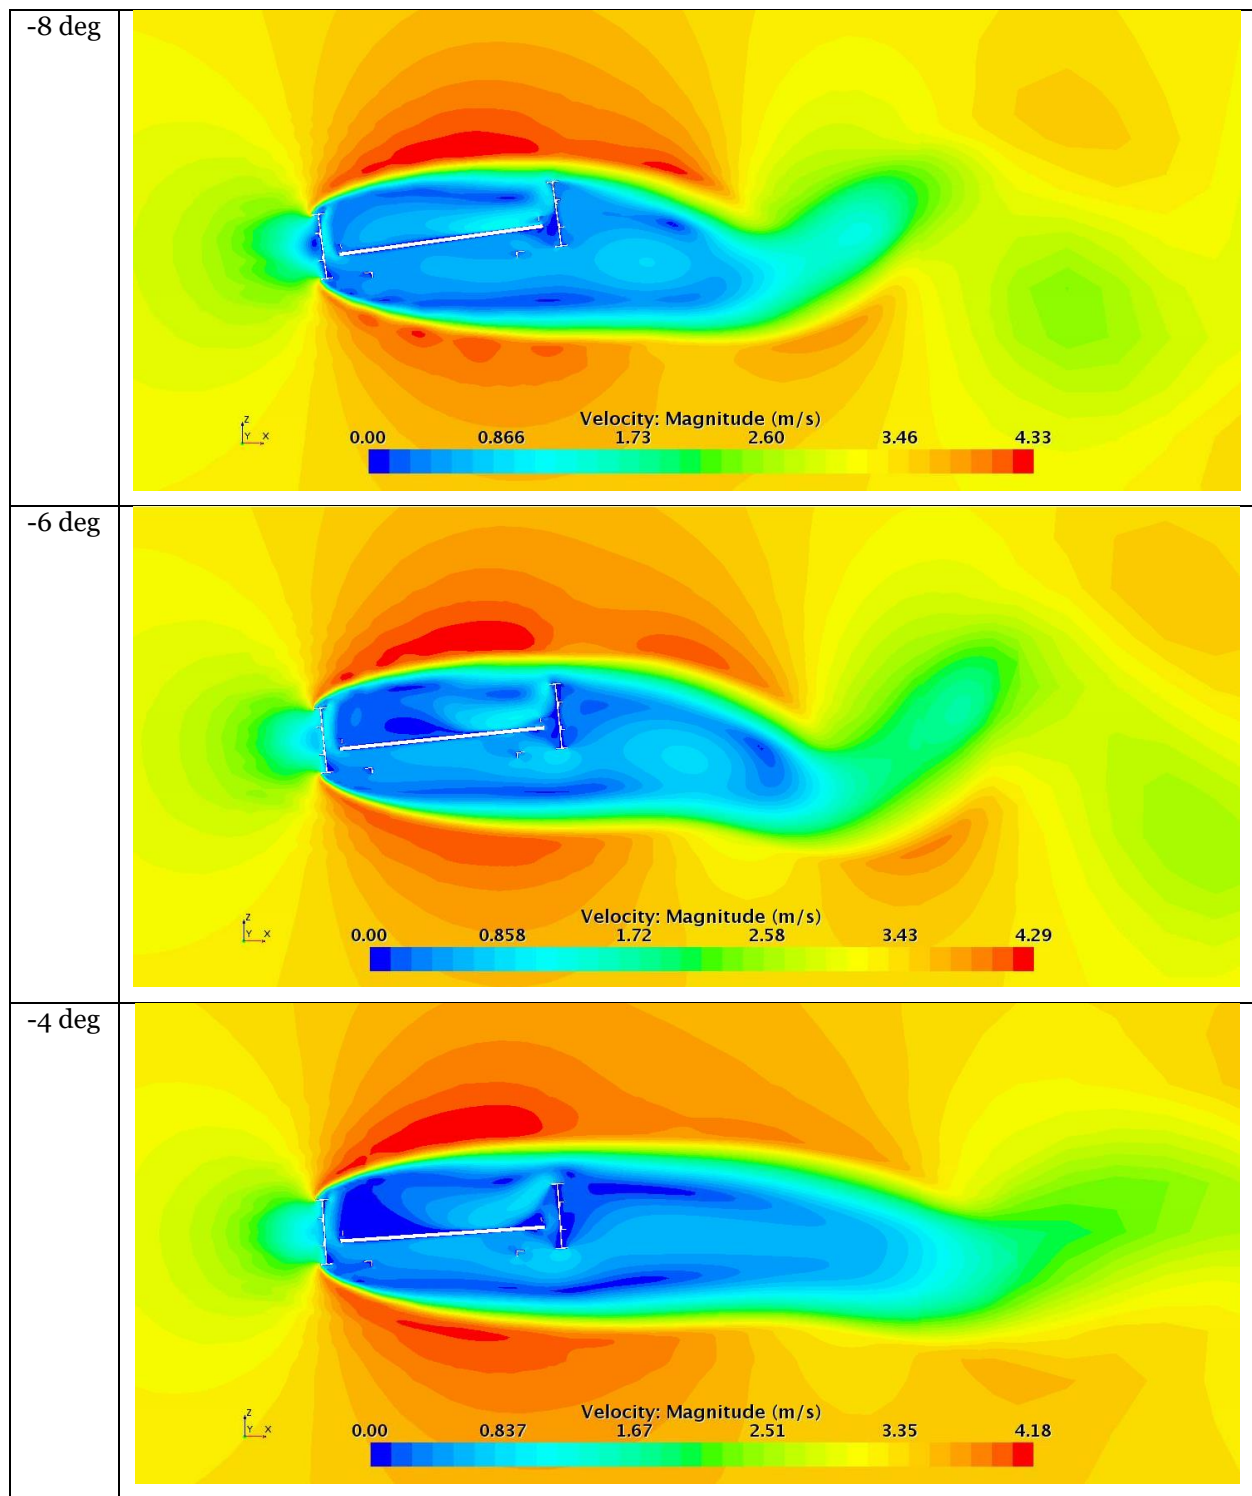 -8 deg
Velocity: Magnitude (m/s)
0.00 0.866 1.73 2.60 3.46 4.33
Z
Y X
-6 deg
Velocity: Magnitude (m/s)
0.00 0.858 1.72 2.58 3.43 4.29
Z
Y X
-4 deg
Velocity: Magnitude (m/s)
0.00 0.837 1.67 2.51 3.35 4.18
Z
Y X